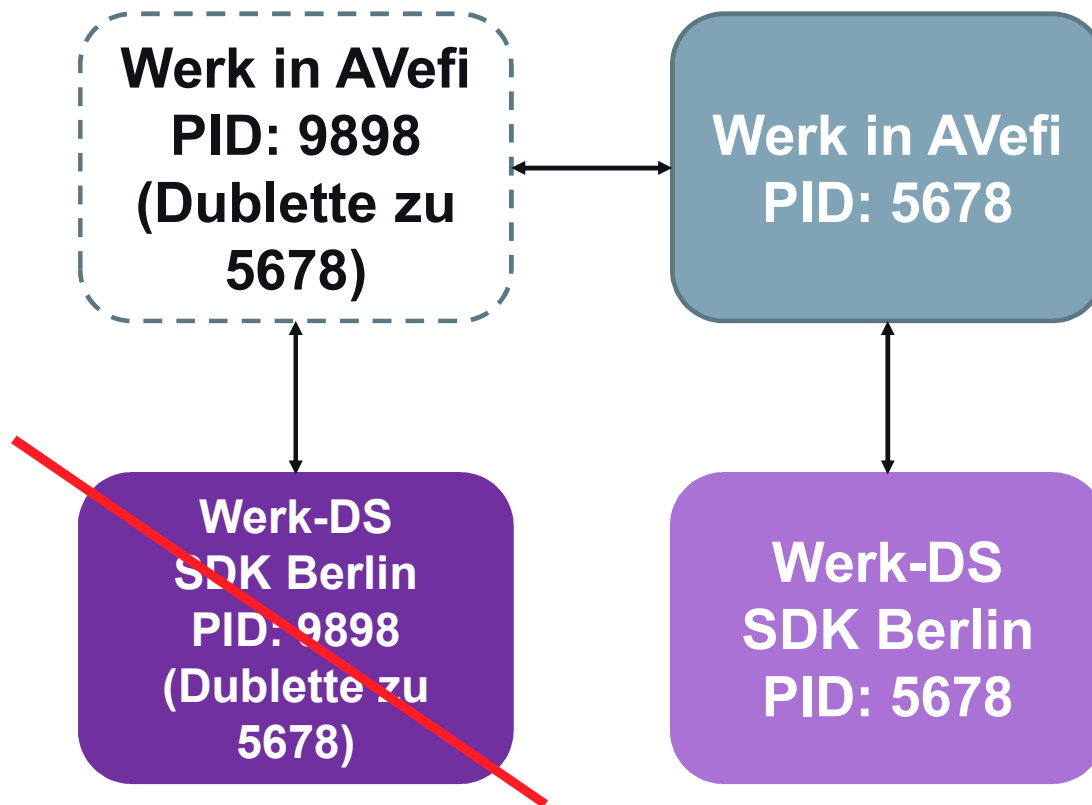 Werk in AVefi
PID: 9898
(Dublette zu
5678)
Werk in AVefi
PID: 5678
Werk-DS
SDK Berlin
PID: 9898
(Dublette zu
5678)
Werk-DS
SDK Berlin
PID: 5678